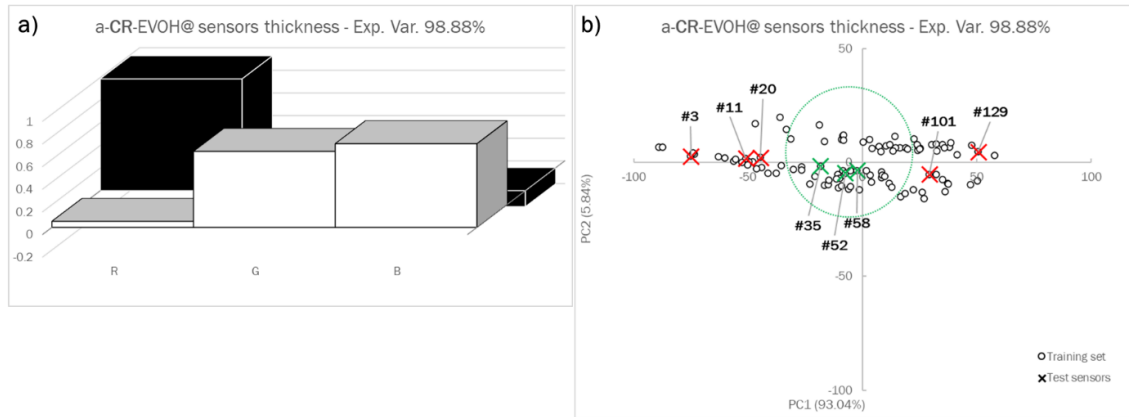 a)
a-CR-EVOH@ sensors thickness - Exp. Var. 98.88%
1
0.8
0.6
0.4
0.2
0
-0.2
R G B
b)
a-CR-EVOH@ sensors thickness - Exp. Var. 98.88%
50
#3 #11 #20
#101 #129
0
-100 -50 0 50 100
#35 #58
#52
PC2 (5.84%)
-50
Training set
Test sensors
-100
PC1 (93.04%)